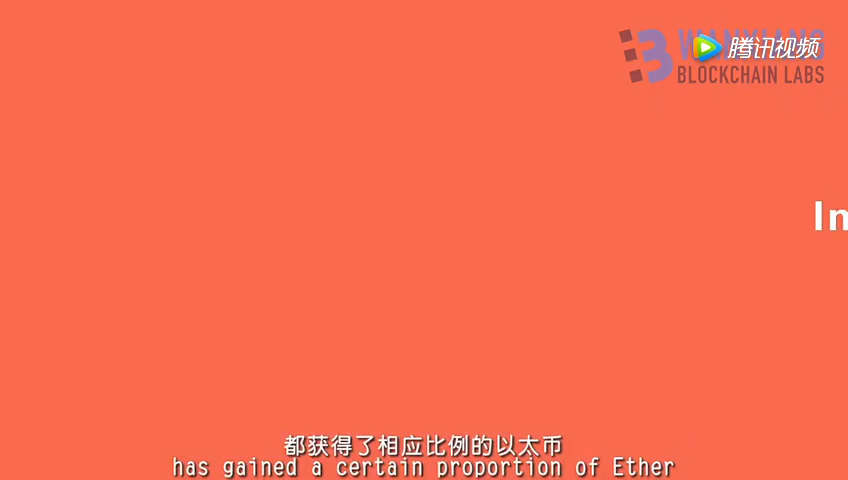 WANXIANG
腾讯视频
BLOCKCHAIN LABS
In
都获得了相应比例的以太币
has gained a certain proportion of Ether